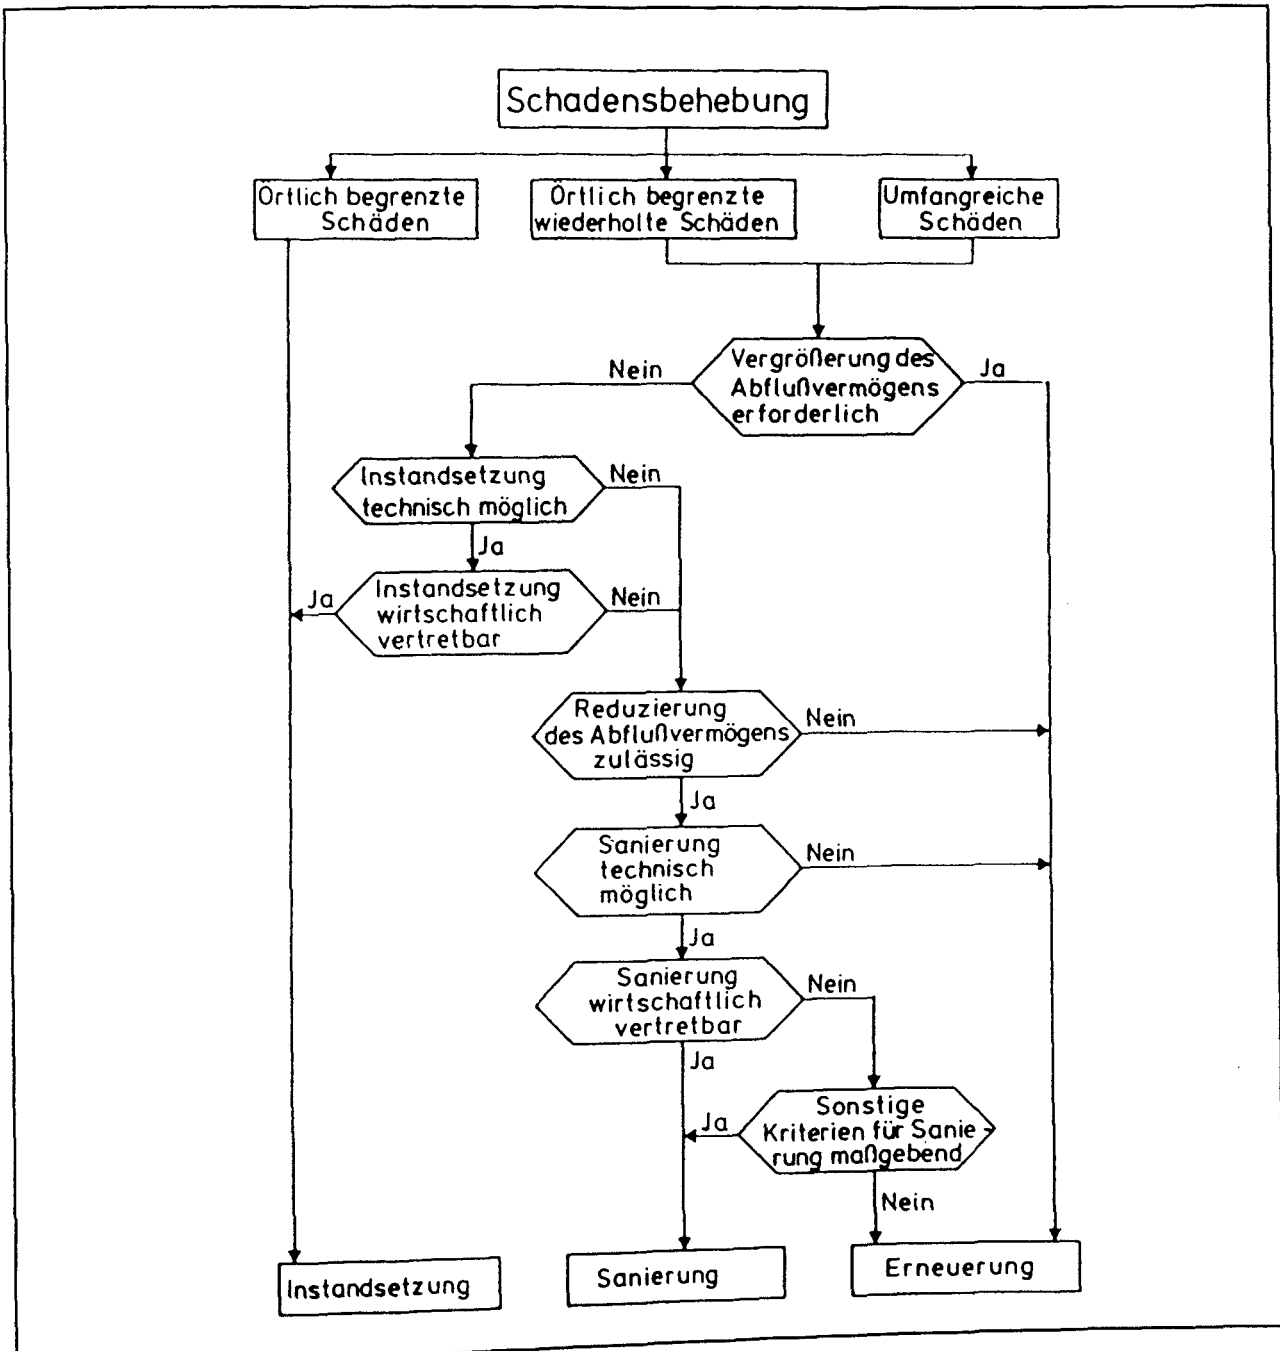 Schadensbehebung
Örtlich begrenzte
Schäden
Örtlich begrenzte
wiederholte Schäden
Umfangreiche
Schäden
Vergrößerung des
Abflußvermögens
erforderlich
Nein
Ja
Instandsetzung
technisch möglich
Nein
Ja
Instandsetzung
wirtschaftlich
vertretbar
Ja
Nein
Reduzierung
des Abflußvermögens
zulässig
Nein
Ja
Sanierung
technisch
möglich
Nein
Ja
Sanierung
wirtschaftlich
vertretbar
Nein
Ja
Sonstige
Kriterien für Sanie-
rung maßgebend
Ja
Nein
Instandsetzung
Sanierung
Erneuerung